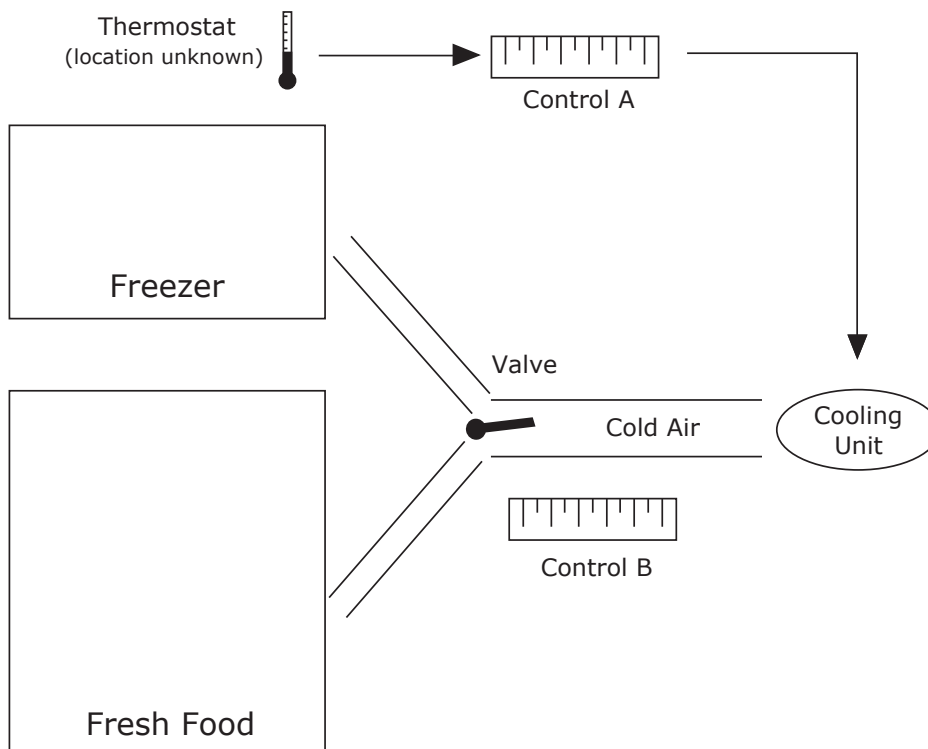 Thermostat
(location unknown)
Control A
Freezer
Valve
Cold Air
Cooling
Unit
Control B
Fresh Food